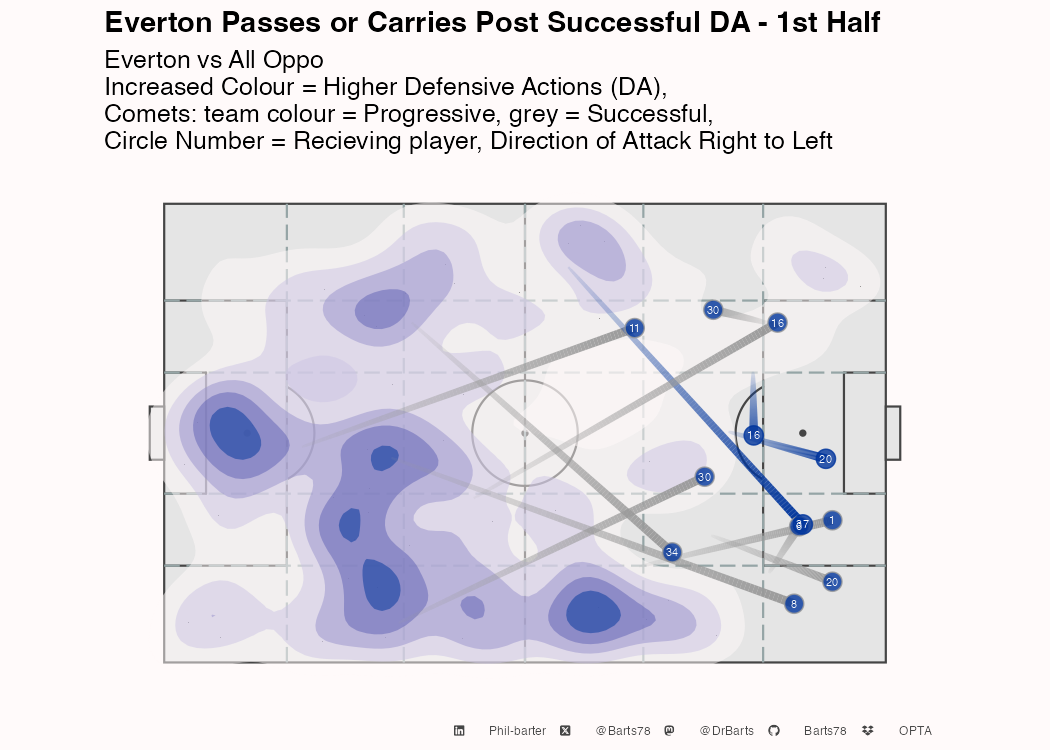 Everton Passes or Carries Post Successful DA - 1st Half
Everton vs All Oppo
Increased Colour = Higher Defensive Actions (DA),
Comets: team colour = Progressive, grey = Successful,
Circle Number = Recieving player, Direction of Attack Right to Left
30
16
11
16
20
30
37
1
34
20
8
Phil-barter @Barts78 @DrBarts Barts78 OPTA